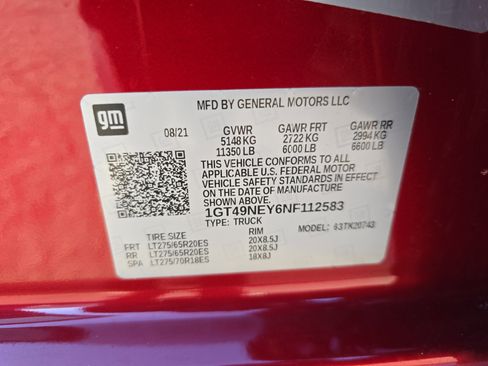 gm
MFD BY GENERAL MOTORS LLC
08/21 GVWR GAWR FRT GAWR RR
5148 KG 2722 KG 2994 KG
11350 LB 6000 LB 6600 LB
THIS VEHICLE CONFORMS TO ALL
APPLICABLE U.S. FEDERAL MOTOR
VEHICLE SAFETY STANDARDS IN EFFECT
ON THE DATE OF MANUFACTURE
SHOWN ABOVE.
1GT49NEY6NF112583
TYPE: TRUCK MODEL: 63TK20743
TIRE SIZE RIM
FRT LT275/65R20ES 20X8.5J
RR LT275/65R20ES 20X8.5J
SPA LT275/70R18ES 18X8J